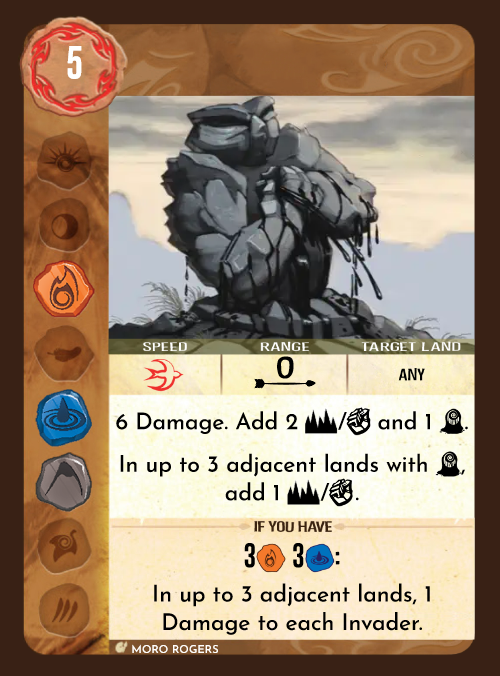 5
SPEED RANGE TARGET LAND
0 ANY
6 Damage. Add 2 / and 1 .
In up to 3 adjacent lands with ,
add 1 / .
IF YOU HAVE
3 3 :
In up to 3 adjacent lands, 1
Damage to each Invader.
MORO ROGERS